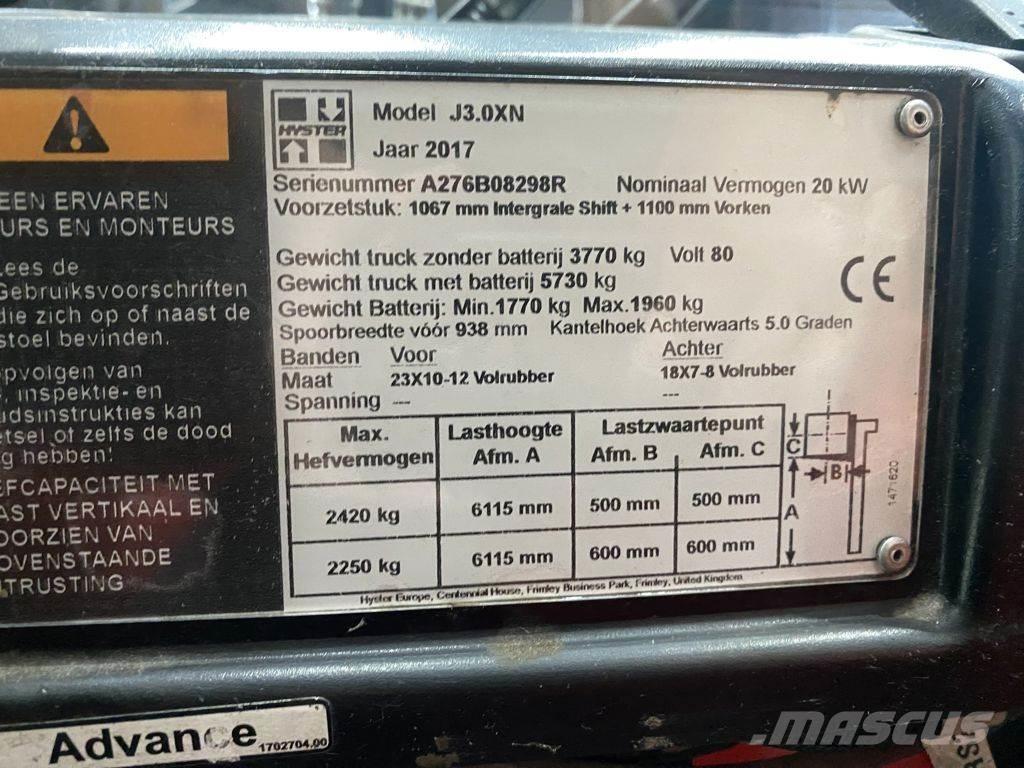 EEN ERVAREN
URS EN MONTEURS
Lees de
Gebruiksvoorschriften
die zich op of naast de
stoel bevinden.
opvolgen van
, inspektie- en
udsinstrukties kan
etsel of zelfs de dood
g hebben!
EFCAPACITEIT MET
AST VERTIKAAL EN
OORZIEN VAN
OVENSTAANDE
ITRUSTING
HYSTER
Model J3.0XN
Jaar 2017
Serienummer A276B08298R Nominaal Vermogen 20 kW
Voorzetstuk: 1067 mm Intergrale Shift + 1100 mm Vorken
Gewicht truck zonder batterij 3770 kg Volt 80
Gewicht truck met batterij 5730 kg
Gewicht Batterij: Min.1770 kg Max.1960 kg
CE
Spoorbreedte vóór 938 mm Kantelhoek Achterwaarts 5.0 Graden
Banden Voor Achter
Maat 23X10-12 Volrubber 18X7-8 Volrubber
Spanning --- ---
Max. Lasthoogte Lastzwaartepunt
Hefvermogen Afm. A Afm. B Afm. C
2420 kg 6115 mm 500 mm 500 mm
2250 kg 6115 mm 600 mm 600 mm
C
B
A
1471620
Hyster Europe, Centennial House, Frimley Business Park, Frimley, United Kingdom
Advance 1702704.00
MASCUS